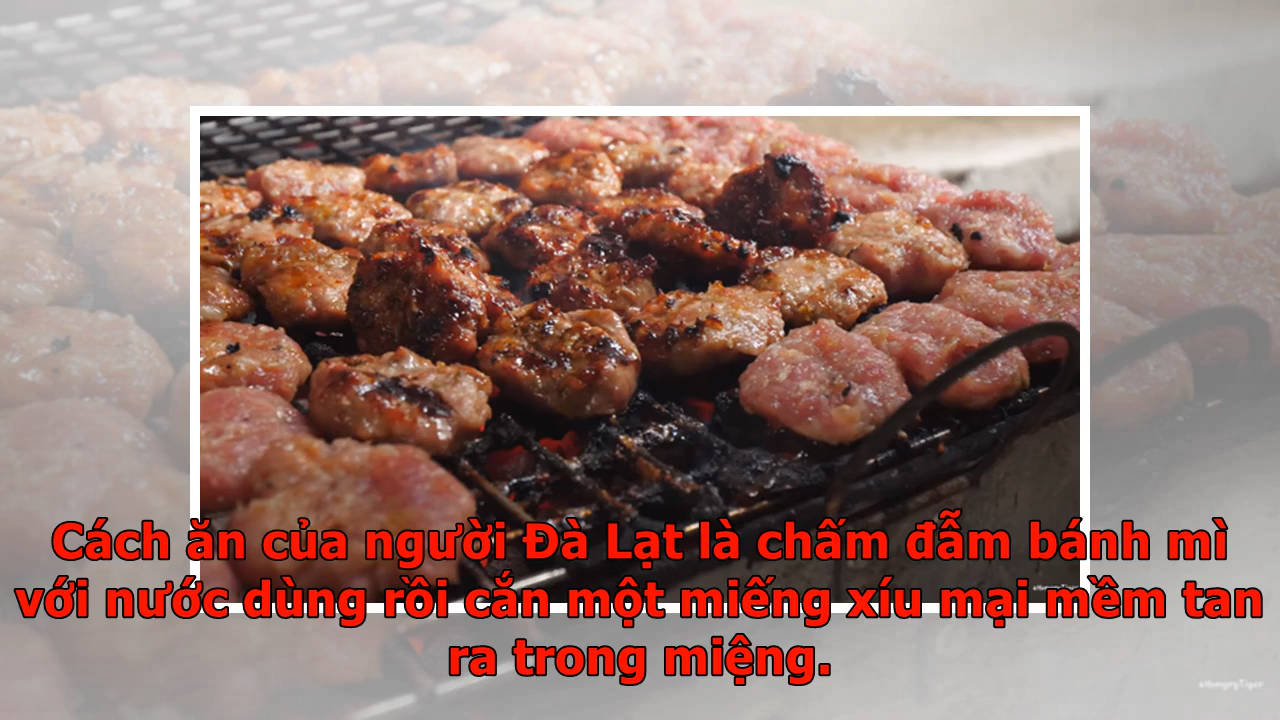 Cách ăn của người Đà Lạt là chấm đẫm bánh mì
với nước dùng rồi cắn một miếng xíu mại mềm tan
ra trong miệng.